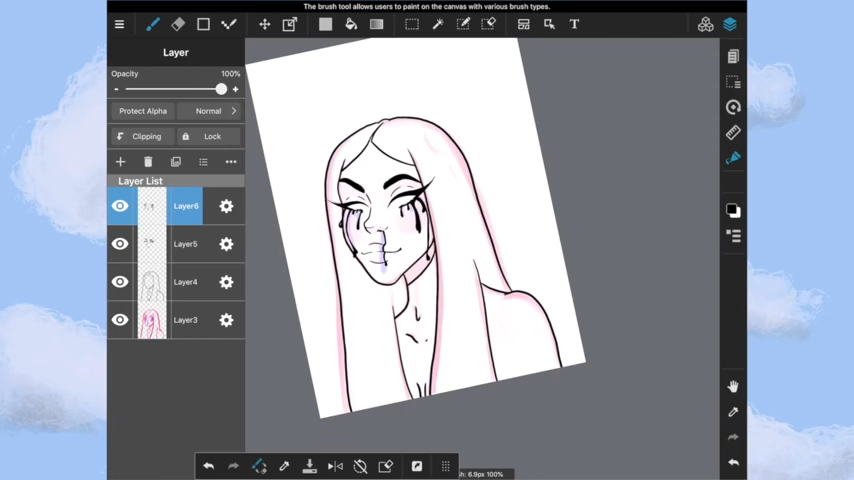 The brush tool allows users to paint on the canvas with various brush types.
T
Layer
Opacity
100%
- +
Protect Alpha
Normal >
Clipping
Lock
Layer List
Layer6
Layer5
Layer4
Layer3
6.9px 100%